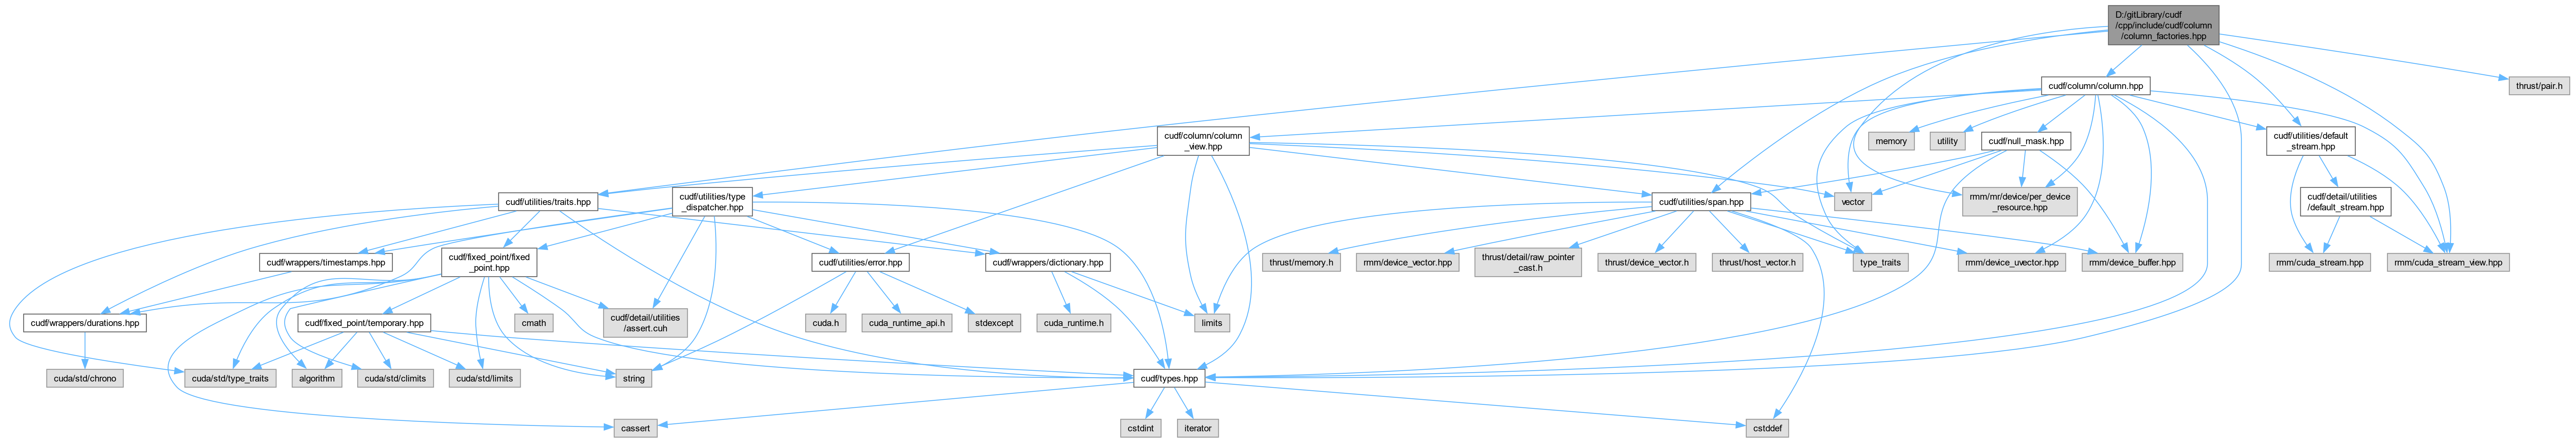 D:/gitLibrary/cudf
/cpp/include/cudf/column
/column_factories.hpp
cudf/column/column.hpp
thrust/pair.h
cudf/column/column
_view.hpp
memory
utility
cudf/null_mask.hpp
cudf/utilities/default
_stream.hpp
cudf/utilities/traits.hpp
cudf/utilities/type
_dispatcher.hpp
cudf/utilities/span.hpp
vector
rmm/mr/device/per_device
_resource.hpp
cudf/detail/utilities
/default_stream.hpp
cudf/wrappers/timestamps.hpp
cudf/fixed_point/fixed
_point.hpp
cudf/utilities/error.hpp
cudf/wrappers/dictionary.hpp
thrust/memory.h
rmm/device_vector.hpp
thrust/detail/raw_pointer
_cast.h
thrust/device_vector.h
thrust/host_vector.h
type_traits
rmm/device_uvector.hpp
rmm/device_buffer.hpp
rmm/cuda_stream.hpp
rmm/cuda_stream_view.hpp
cudf/wrappers/durations.hpp
cudf/fixed_point/temporary.hpp
cmath
cudf/detail/utilities
/assert.cuh
cuda.h
cuda_runtime_api.h
stdexcept
cuda_runtime.h
limits
cuda/std/chrono
cuda/std/type_traits
algorithm
cuda/std/climits
cuda/std/limits
string
cudf/types.hpp
cassert
cstdint
iterator
cstddef